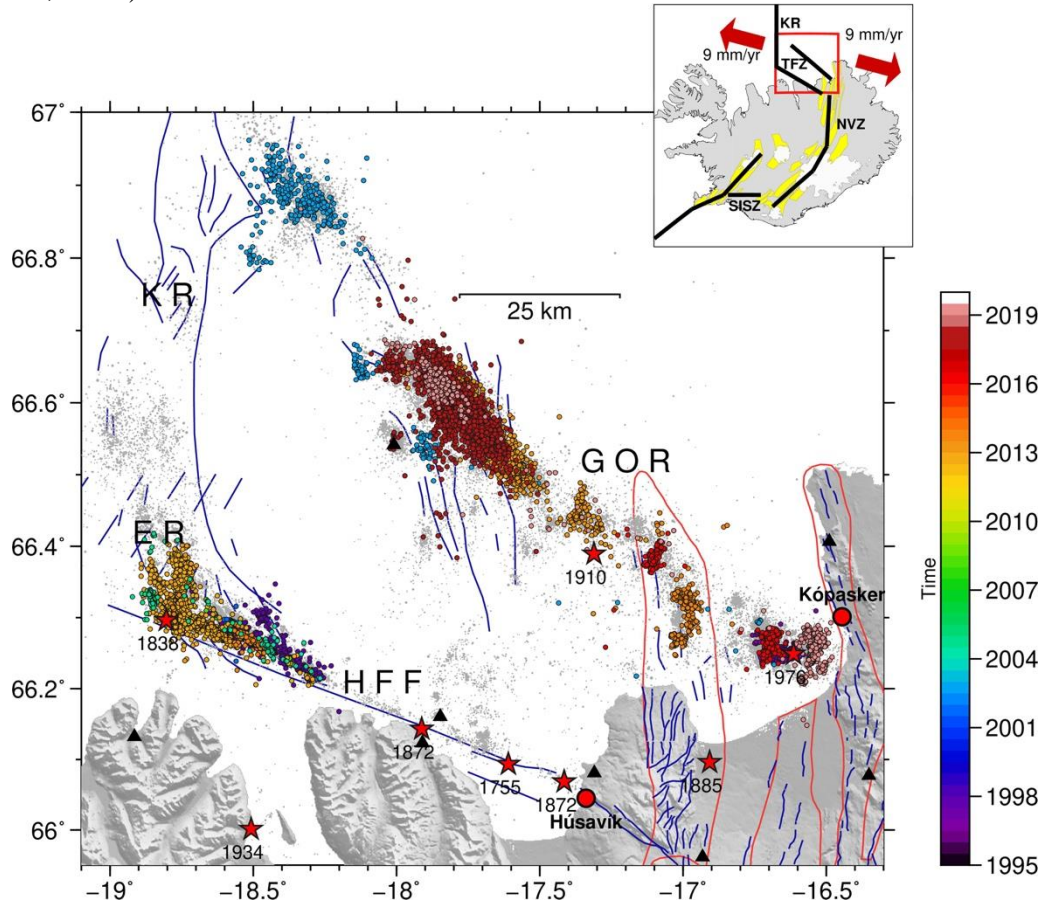 KR
9 mm/yr
9 mm/yr
TFZ
NVZ
SISZ
67°
66.8°
66.6°
66.4°
66.2°
66°
K R
25 km
G O R
E R
1910
Kópasker
1838
1976
H F F
1872
1755
1872
1885
Húsavík
1934
−19
−18.5
−18
−17.5
−17
−16.5
Time
2019
2016
2013
2010
2007
2004
2001
1998
1995